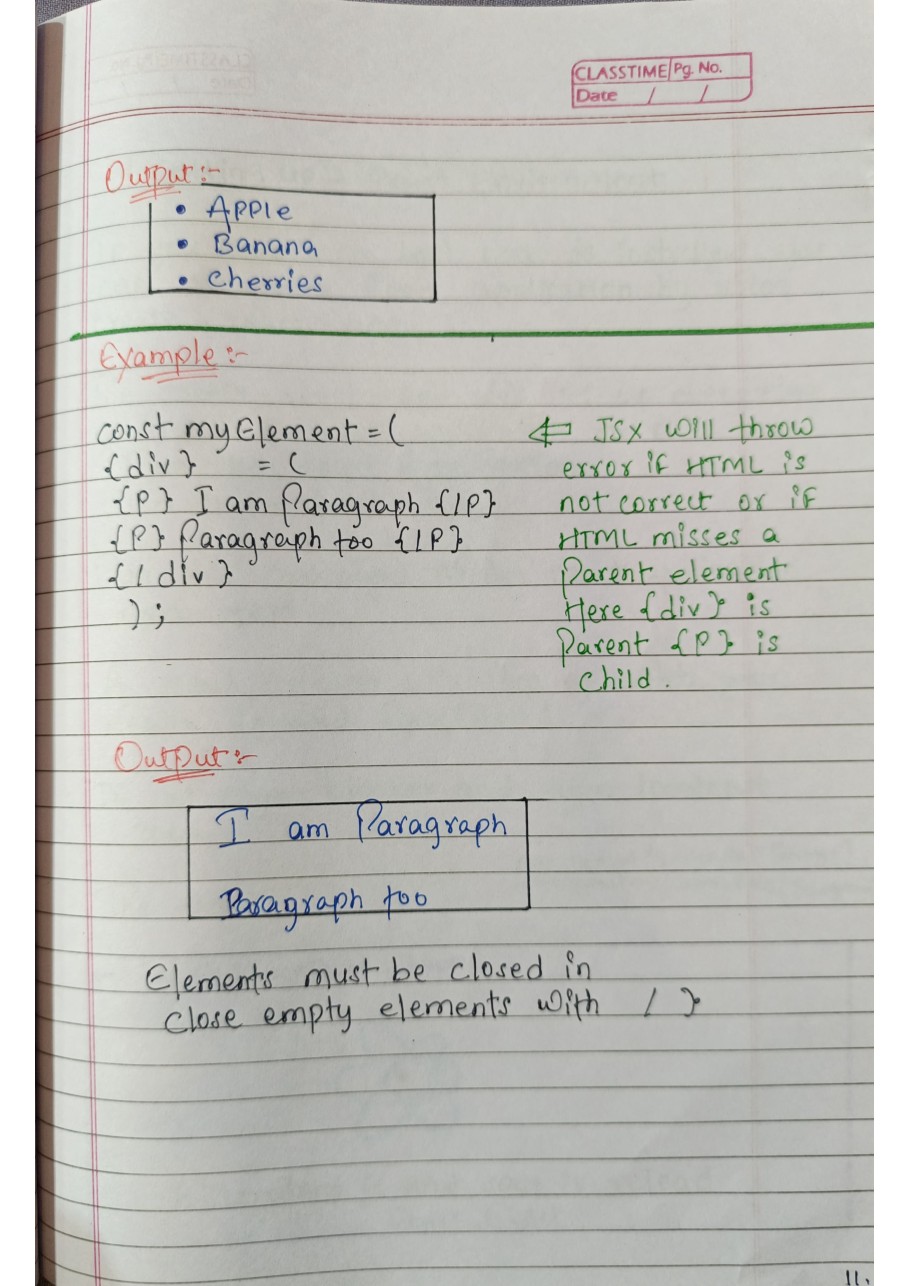 CLASSTIME Pg. No.
Date / /
Output :-
• Apple
• Banana
• Cherries
Example :-
const myElement = (
{div} = (
{P} I am Paragraph {/P}
{P} Paragraph too {/P}
{/ div}
);
⇐ JSX will throw
error if HTML is
not correct or if
HTML misses a
Parent element
Here {div} is
Parent {P} is
child.
Output :-
I am Paragraph
Paragraph too
Elements must be closed in
Close empty elements with / }
11.